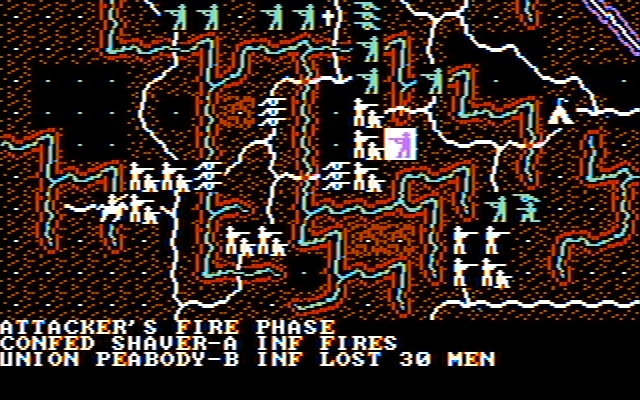 ATTACKER'S FIRE PHASE
CONFED SHAVER-A INF FIRES
UNION PEABODY-B INF LOST 30 MEN